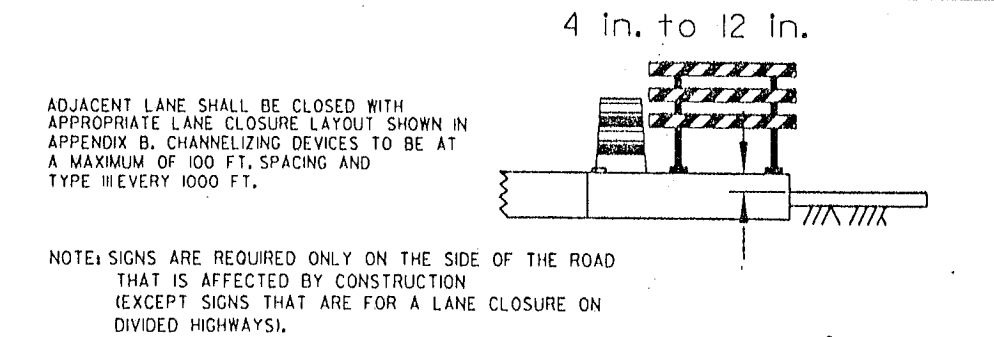 4 in. to 12 in.
ADJACENT LANE SHALL BE CLOSED WITH
APPROPRIATE LANE CLOSURE LAYOUT SHOWN IN
APPENDIX B. CHANNELIZING DEVICES TO BE AT
A MAXIMUM OF 100 FT. SPACING AND
TYPE III EVERY 1000 FT.
NOTE: SIGNS ARE REQUIRED ONLY ON THE SIDE OF THE ROAD
THAT IS AFFECTED BY CONSTRUCTION
(EXCEPT SIGNS THAT ARE FOR A LANE CLOSURE ON
DIVIDED HIGHWAYS).